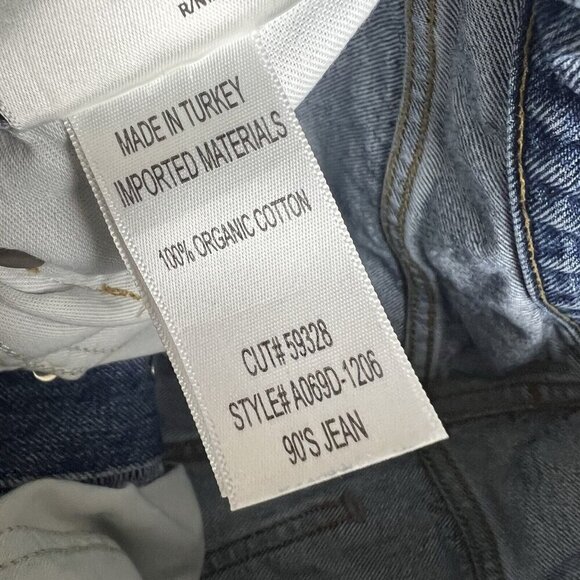 MADE IN TURKEY
IMPORTED MATERIALS
100% ORGANIC COTTON
CUT# 59328
STYLE# A069D-1206
90'S JEAN